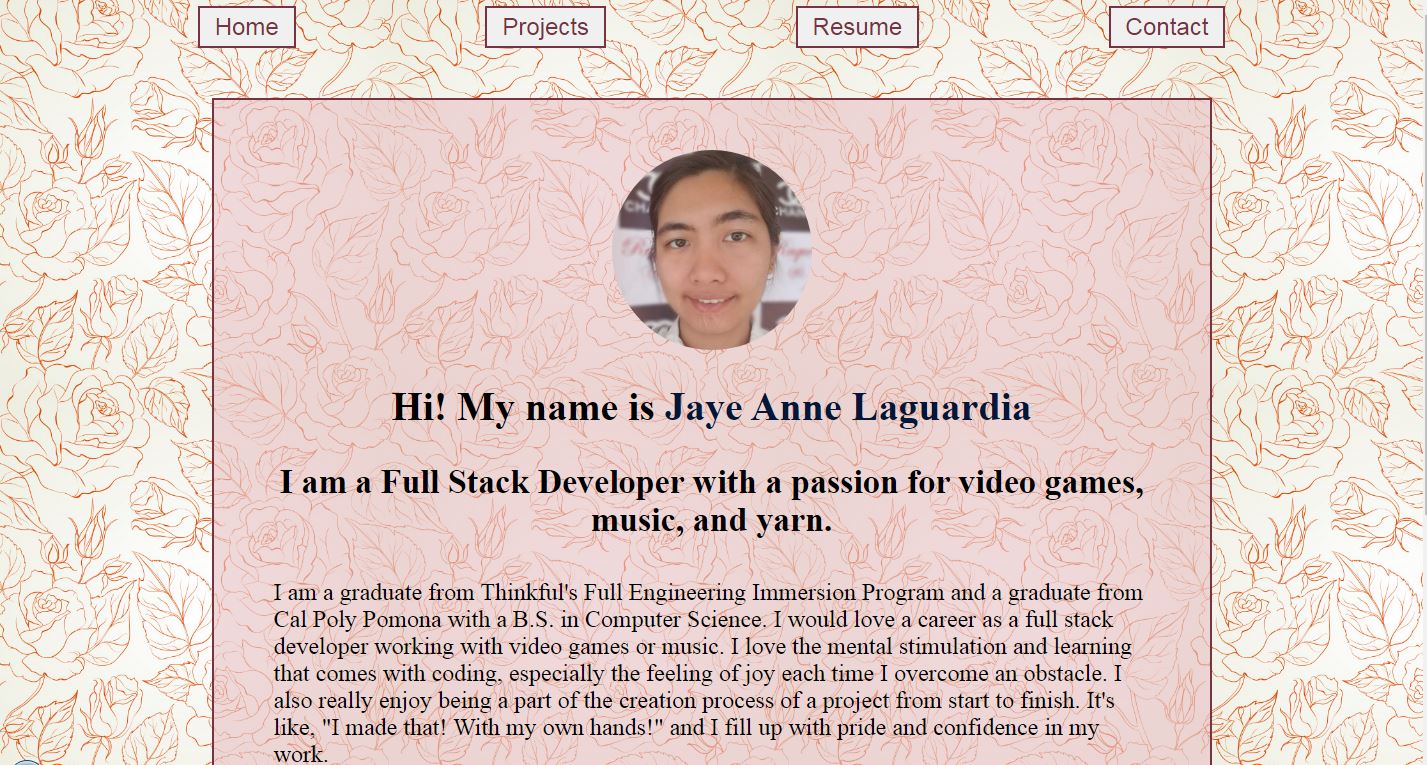 Home Projects Resume Contact
Hi! My name is Jaye Anne Laguardia
I am a Full Stack Developer with a passion for video games,
music, and yarn.
I am a graduate from Thinkful's Full Engineering Immersion Program and a graduate from
Cal Poly Pomona with a B.S. in Computer Science. I would love a career as a full stack
developer working with video games or music. I love the mental stimulation and learning
that comes with coding, especially the feeling of joy each time I overcome an obstacle. I
also really enjoy being a part of the creation process of a project from start to finish. It's
like, "I made that! With my own hands!" and I fill up with pride and confidence in my
work.